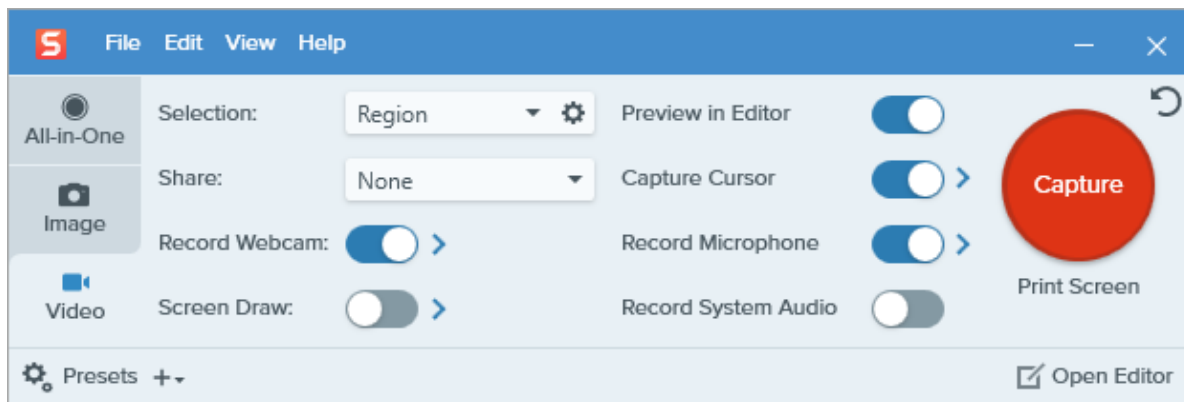 S File Edit View Help
All-in-One
Image
Video
Selection: Region
Share: None
Record Webcam:
Screen Draw:
Preview in Editor
Capture Cursor
Record Microphone
Record System Audio
Capture
Print Screen
Presets
Open Editor